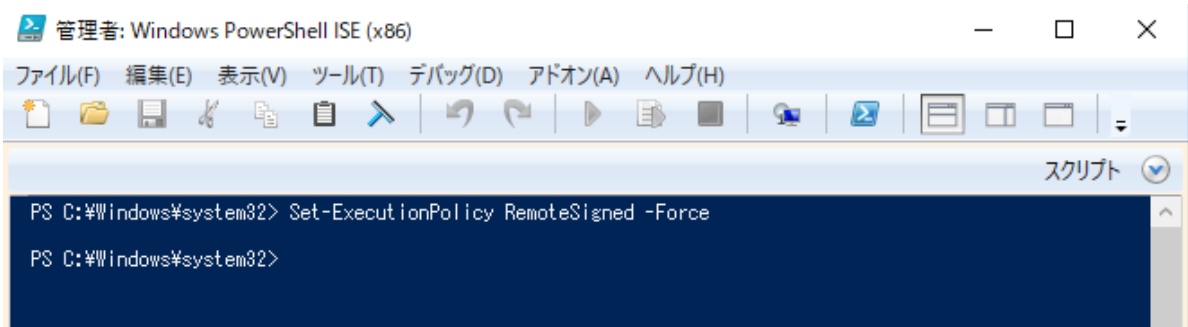 管理者: Windows PowerShell ISE (x86)
ファイル(F) 編集(E) 表示(V) ツール(T) デバッグ(D) アドオン(A) ヘルプ(H)
スクリプト
PS C:¥Windows¥system32> Set-ExecutionPolicy RemoteSigned -Force
PS C:¥Windows¥system32>